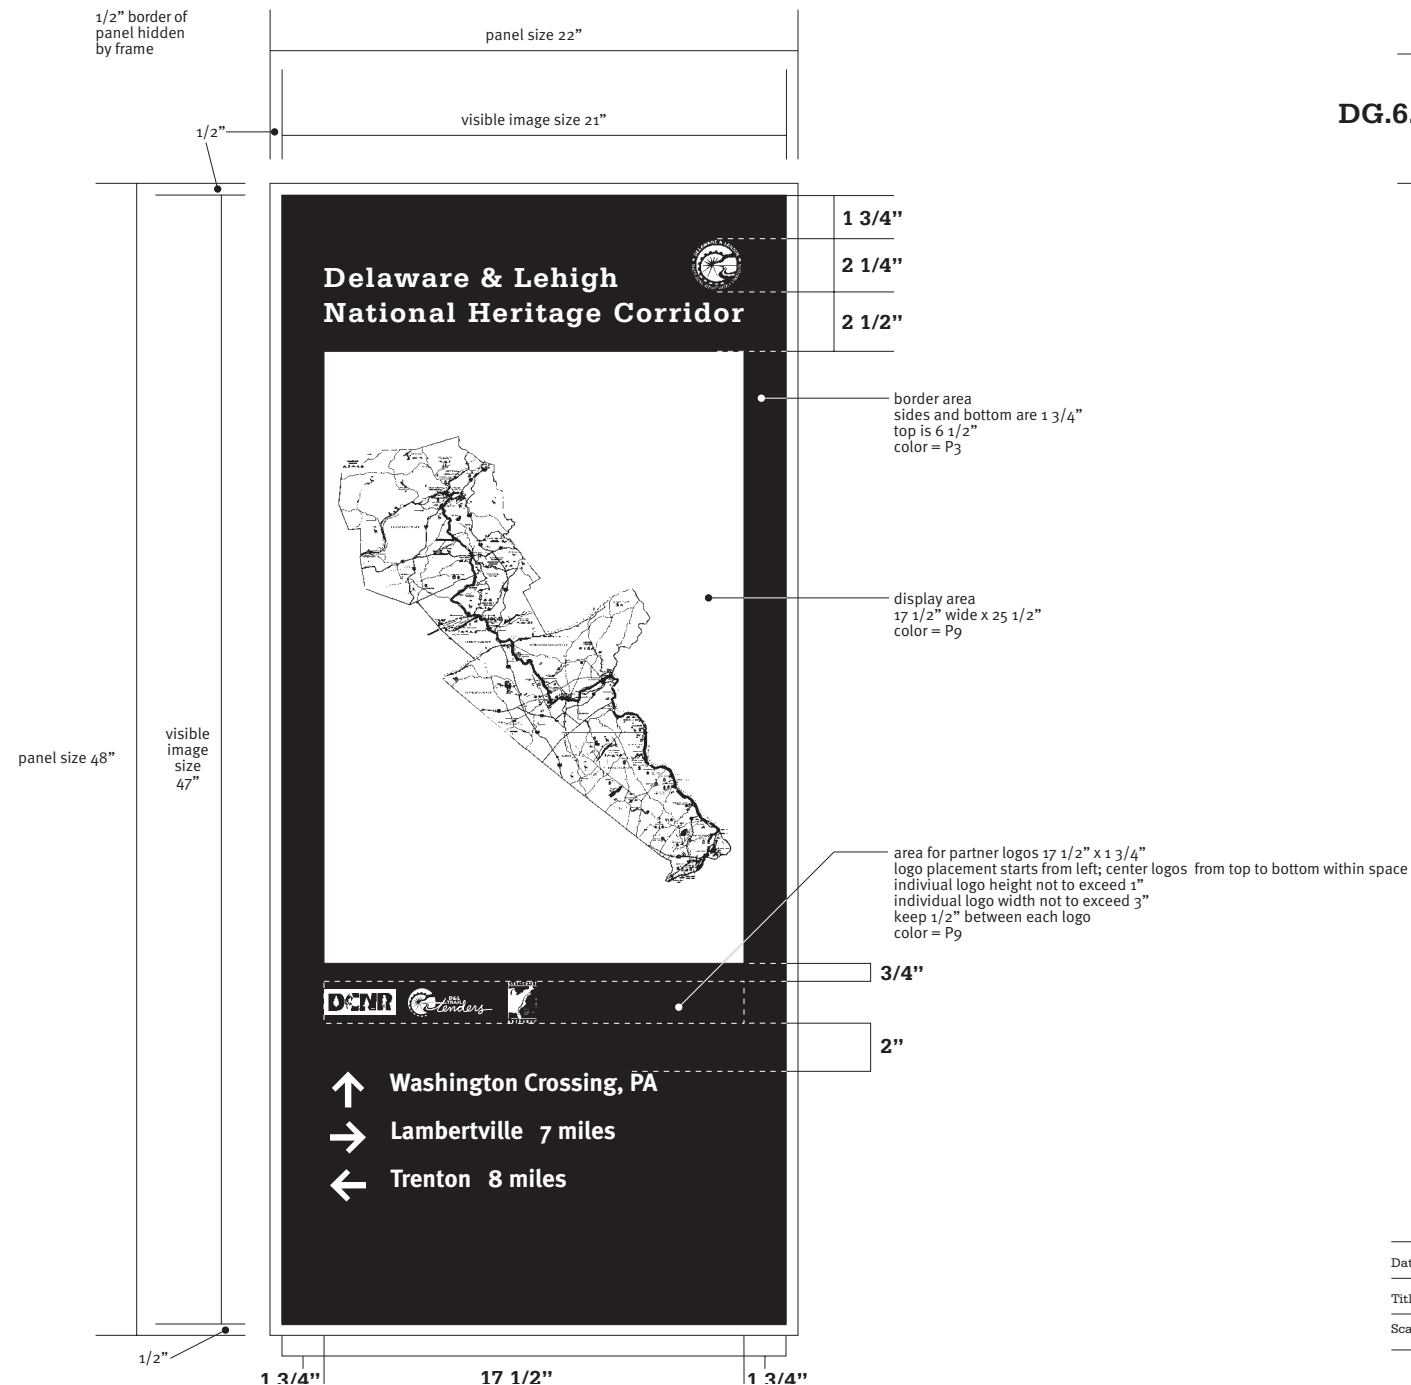 1/2” border of
panel hidden
by frame
panel size 22”
visible image size 21”
1/2”
DG.6.
1 3/4”
2 1/4”
2 1/2”
Delaware & Lehigh
National Heritage Corridor
border area
sides and bottom are 1 3/4”
top is 6 1/2”
color = P3
display area
17 1/2” wide x 25 1/2”
color = P9
panel size 48”
visible
image
size
47”
area for partner logos 17 1/2” x 1 3/4”
logo placement starts from left; center logos  from top to bottom within space
indiviual logo height not to exceed 1”
individual logo width not to exceed 3”
keep 1/2” between each logo
color = P9
3/4”
DCNR
D&L
TRAIL
tenders
2”
Washington Crossing, PA
Lambertville 7 miles
Trenton 8 miles
Dat
Titl
Sca
1/2”
1 3/4”
17 1/2”
1 3/4”